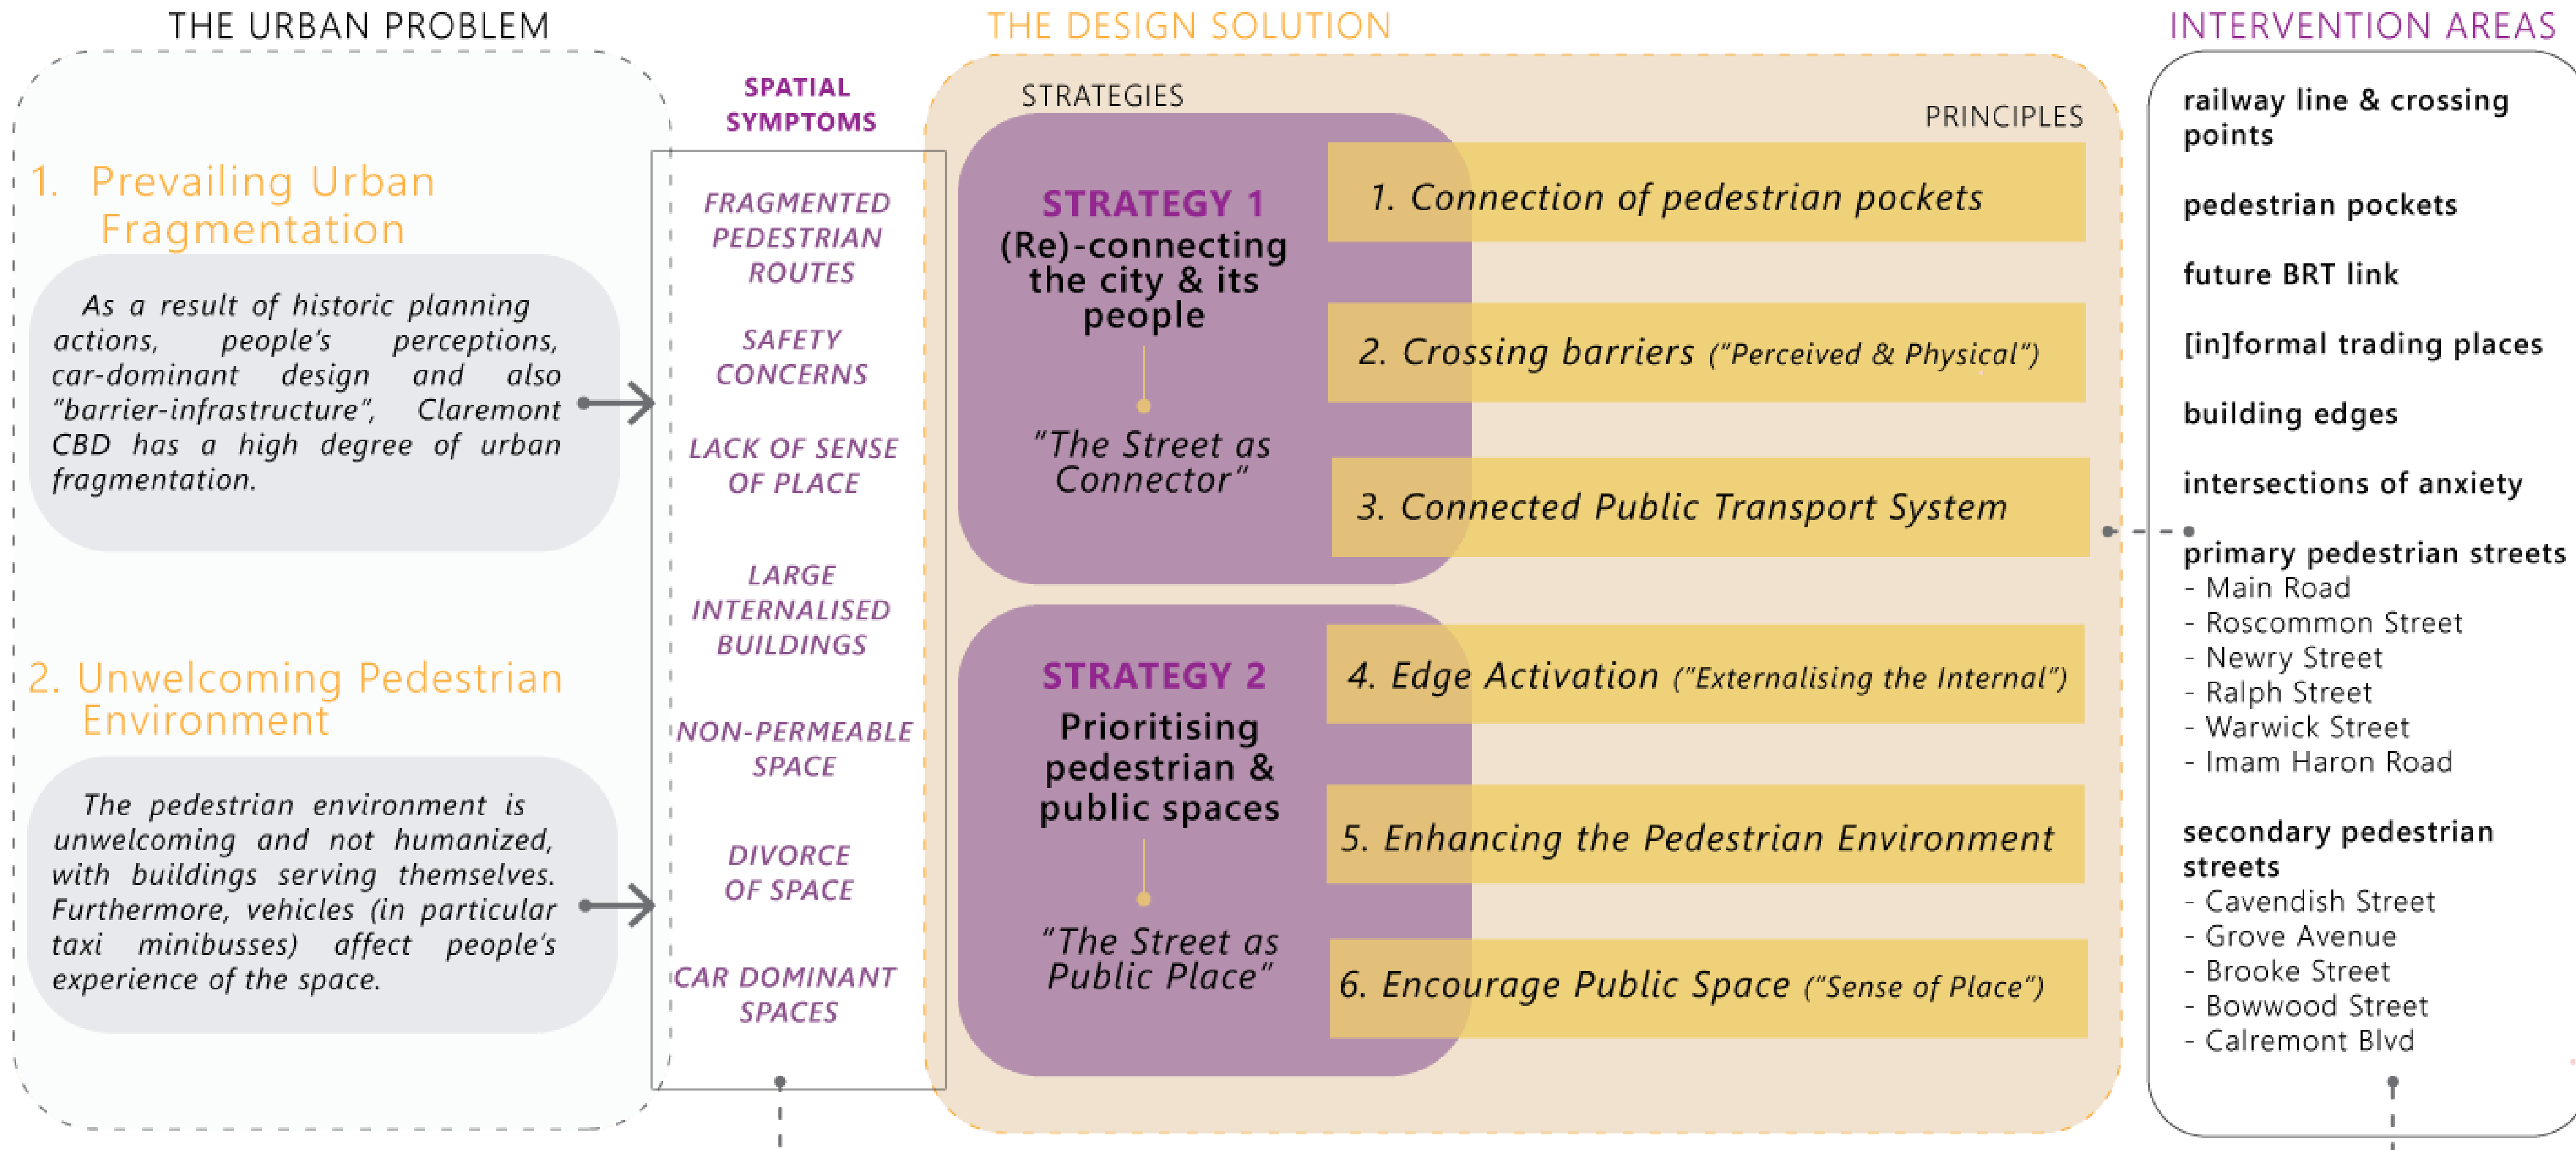 THE URBAN PROBLEM
1. Prevailing Urban
Fragmentation
As a result of historic planning
actions, people's perceptions,
car-dominant design and also
"barrier-infrastructure", Claremont
CBD has a high degree of urban
fragmentation.
2. Unwelcoming Pedestrian
Environment
The pedestrian environment is
unwelcoming and not humanized,
with buildings serving themselves.
Furthermore, vehicles (in particular
taxi minibusses) affect people's
experience of the space.
SPATIAL
SYMPTOMS
FRAGMENTED
PEDESTRIAN
ROUTES
SAFETY
CONCERNS
LACK OF SENSE
OF PLACE
LARGE
INTERNALISED
BUILDINGS
NON-PERMEABLE
SPACE
DIVORCE
OF SPACE
CAR DOMINANT
SPACES
THE DESIGN SOLUTION
STRATEGIES
PRINCIPLES
STRATEGY 1
(Re)-connecting
the city & its
people
"The Street as
Connector"
1. Connection of pedestrian pockets
2. Crossing barriers ("Perceived & Physical")
3. Connected Public Transport System
STRATEGY 2
Prioritising
pedestrian &
public spaces
"The Street as
Public Place"
4. Edge Activation ("Externalising the Internal")
5. Enhancing the Pedestrian Environment
6. Encourage Public Space ("Sense of Place")
INTERVENTION AREAS
railway line & crossing
points
pedestrian pockets
future BRT link
[in]formal trading places
building edges
intersections of anxiety
primary pedestrian streets
- Main Road
- Roscommon Street
- Newry Street
- Ralph Street
- Warwick Street
- Imam Haron Road
secondary pedestrian
streets
- Cavendish Street
- Grove Avenue
- Brooke Street
- Bowwood Street
- Calremont Blvd